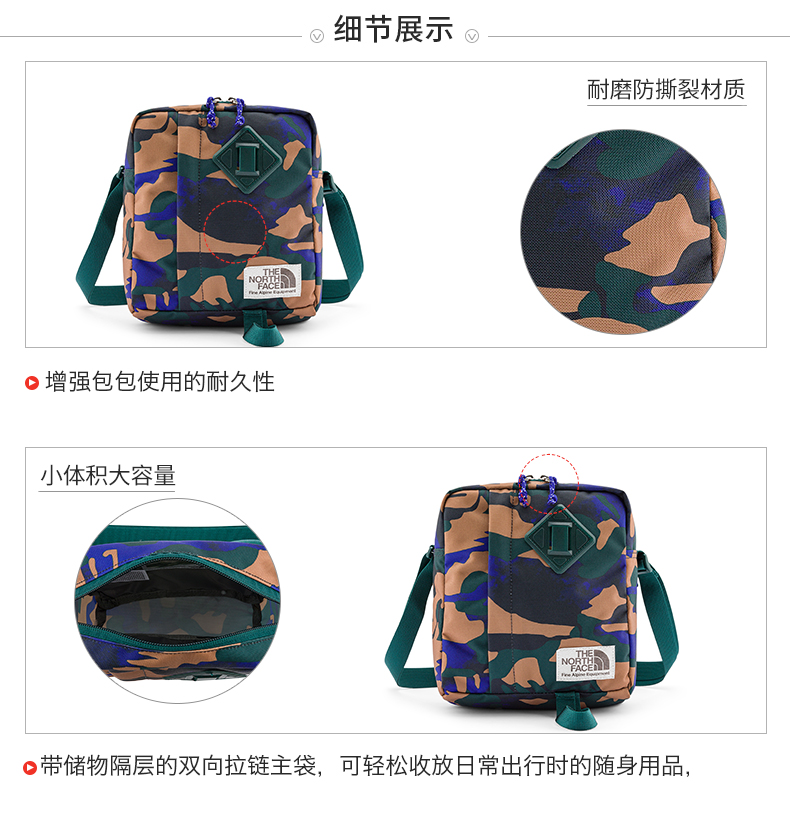 细节展示
耐磨防撕裂材质
THE
NORTH
FACE
Fine Alpine Equipment
增强包包使用的耐久性
小体积大容量
THE
NORTH
FACE
Fine Alpine Equipment
带储物隔层的双向拉链主袋，可轻松收放日常出行时的随身用品，